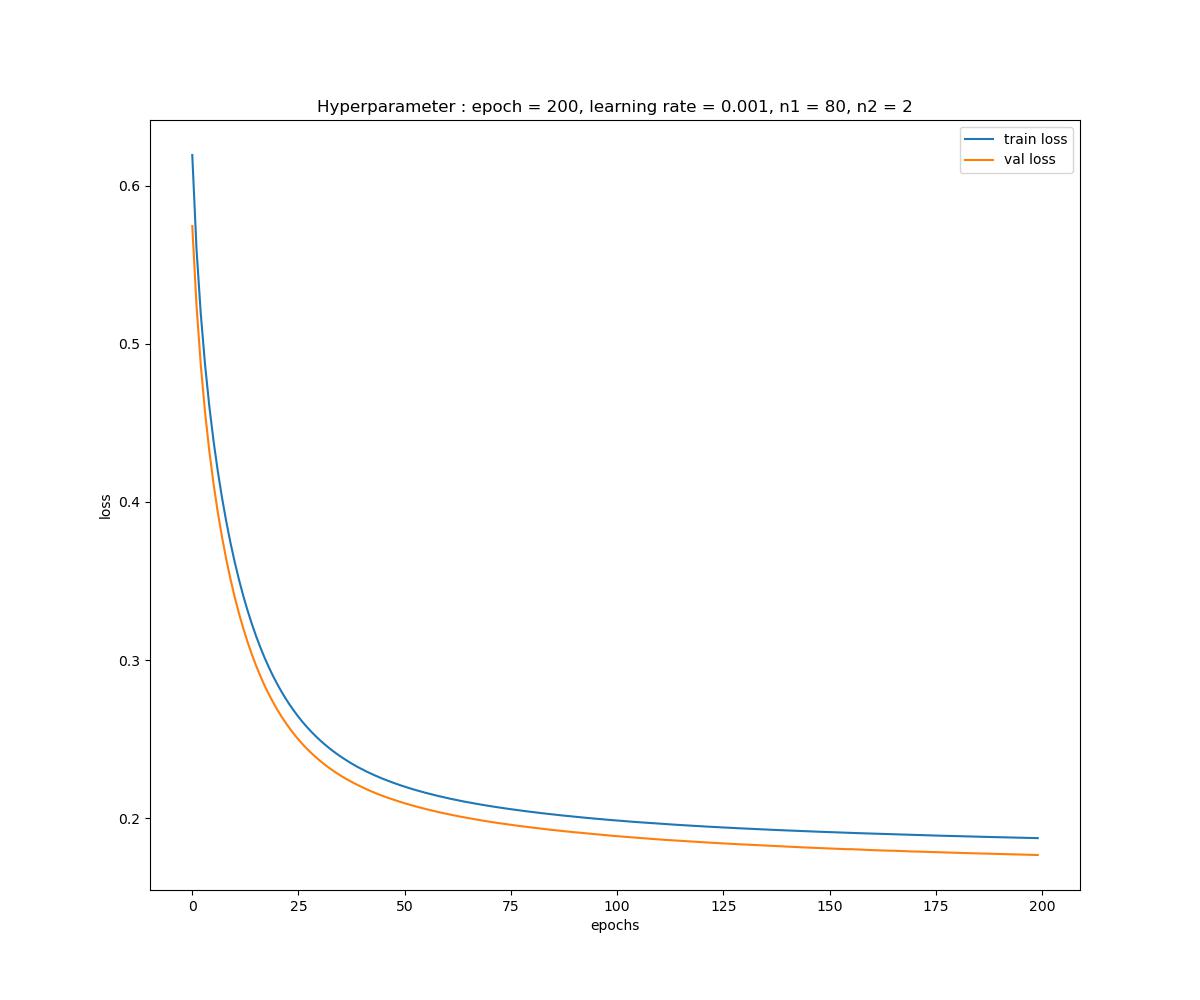 Hyperparameter : epoch = 200, learning rate = 0.001, n1 = 80, n2 = 2
train loss
val loss
0.6
0.5
0.4
0.3
0.2
loss
0 25 50 75 100 125 150 175 200
epochs